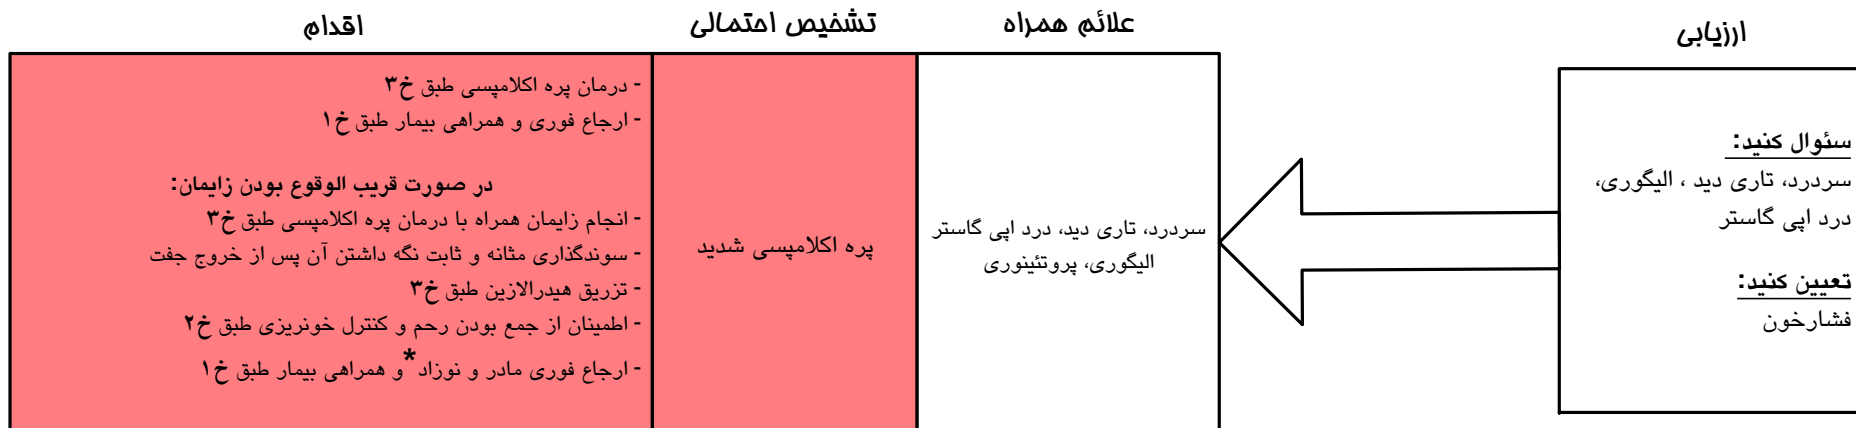 ارزیابی
سئوال کنید:
سردرد، تاری دید ، الیگوری،
درد اپی گاستر
تعیین کنید:
فشارخون
علائم همراه
سردرد، تاری دید، درد اپی گاستر
الیگوری، پروتئینوری
تشخیص احتمالی
پره اکلامپسی شدید
اقدام
- درمان پره اکلامپسی طبق خ۳
- ارجاع فوری و همراهی بیمار طبق خ۱
در صورت قریب الوقوع بودن زایمان:
- انجام زایمان همراه با درمان پره اکلامپسی طبق خ۳
- سوندگذاری مثانه و ثابت نگه داشتن آن پس از خروج جفت
- تزریق هیدرالازین طبق خ۳
- اطمینان از جمع بودن رحم و کنترل خونریزی طبق خ۲
- ارجاع فوری مادر و نوزاد* و همراهی بیمار طبق خ۱